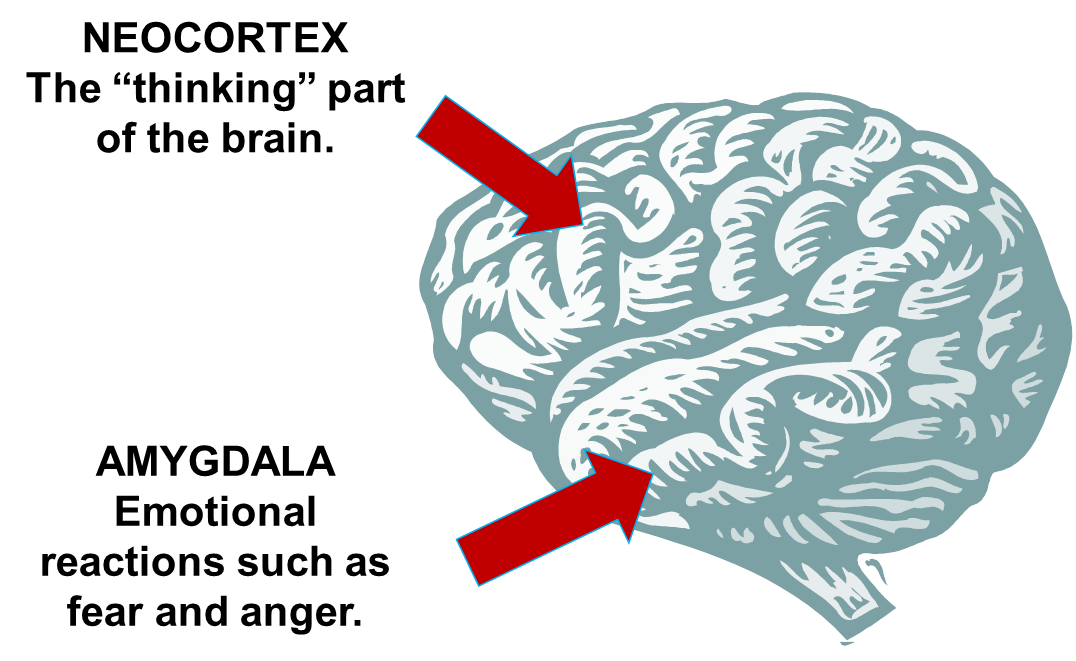 NEOCORTEX
The “thinking” part
of the brain.
AMYGDALA
Emotional
reactions such as
fear and anger.